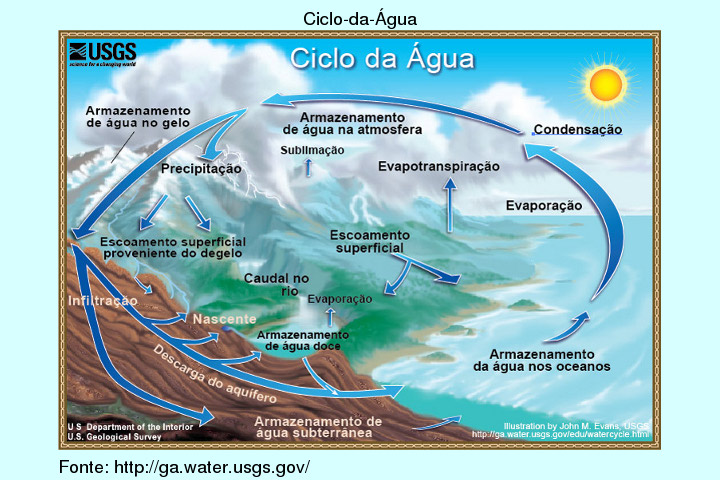 Ciclo-da-Água
USGS
science for a changing world
Ciclo da Água
Armazenamento
de água no gelo
Armazenamento
de água na atmosfera
Condensação
Sublimação
Precipitação
Evapotranspiração
Evaporação
Escoamento superficial
proveniente do degelo
Escoamento
superficial
Caudal no
rio
Evaporação
Infiltração
Nascente
Armazenamento
de água doce
Descarga do aquífero
Armazenamento
da água nos oceanos
Armazenamento de
água subterrânea
U S Department of the Interior
U.S. Geological Survey
Illustration by John M. Evans, USGS
http://ga.water.usgs.gov/edu/watercycle.html
Fonte: http://ga.water.usgs.gov/